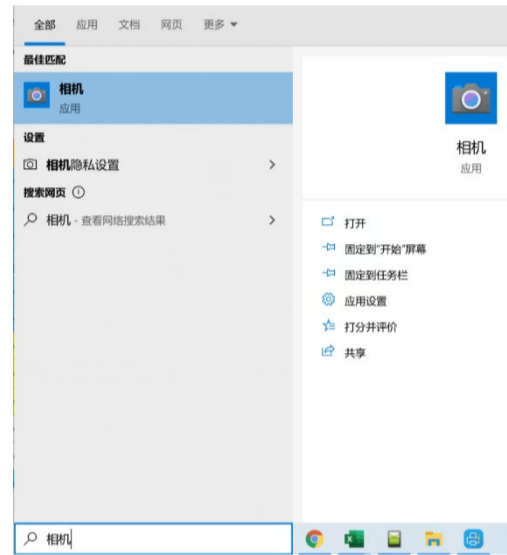 全部 应用 文档 网页 更多
最佳匹配
相机
应用
设置
相机隐私设置
搜索网页
相机 - 查看网络搜索结果
相机
应用
打开
固定到"开始"屏幕
固定到任务栏
应用设置
打分并评价
共享
相机